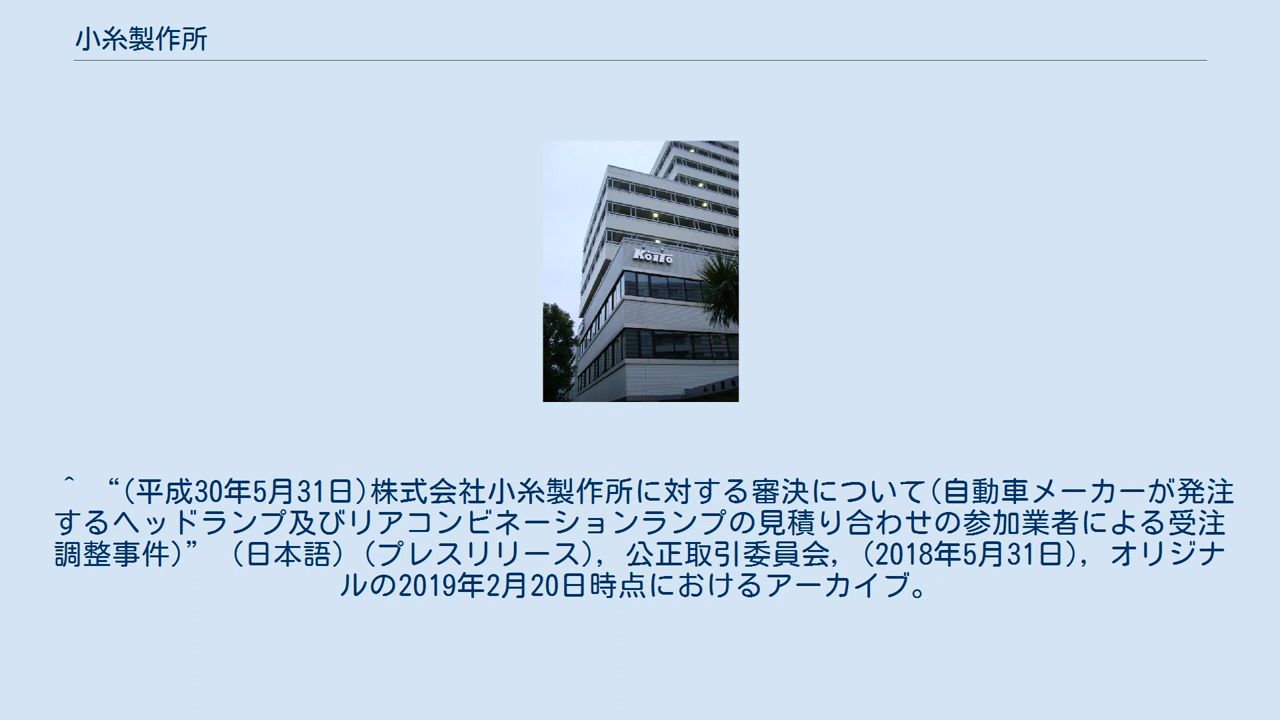 小糸製作所
KOITO
^ “(平成30年5月31日)株式会社小糸製作所に対する審決について(自動車メーカーが発注
するヘッドランプ及びリアコンビネーションランプの見積り合わせの参加業者による受注
調整事件)” (日本語) (プレスリリース), 公正取引委員会, (2018年5月31日), オリジナ
ルの2019年2月20日時点におけるアーカイブ。